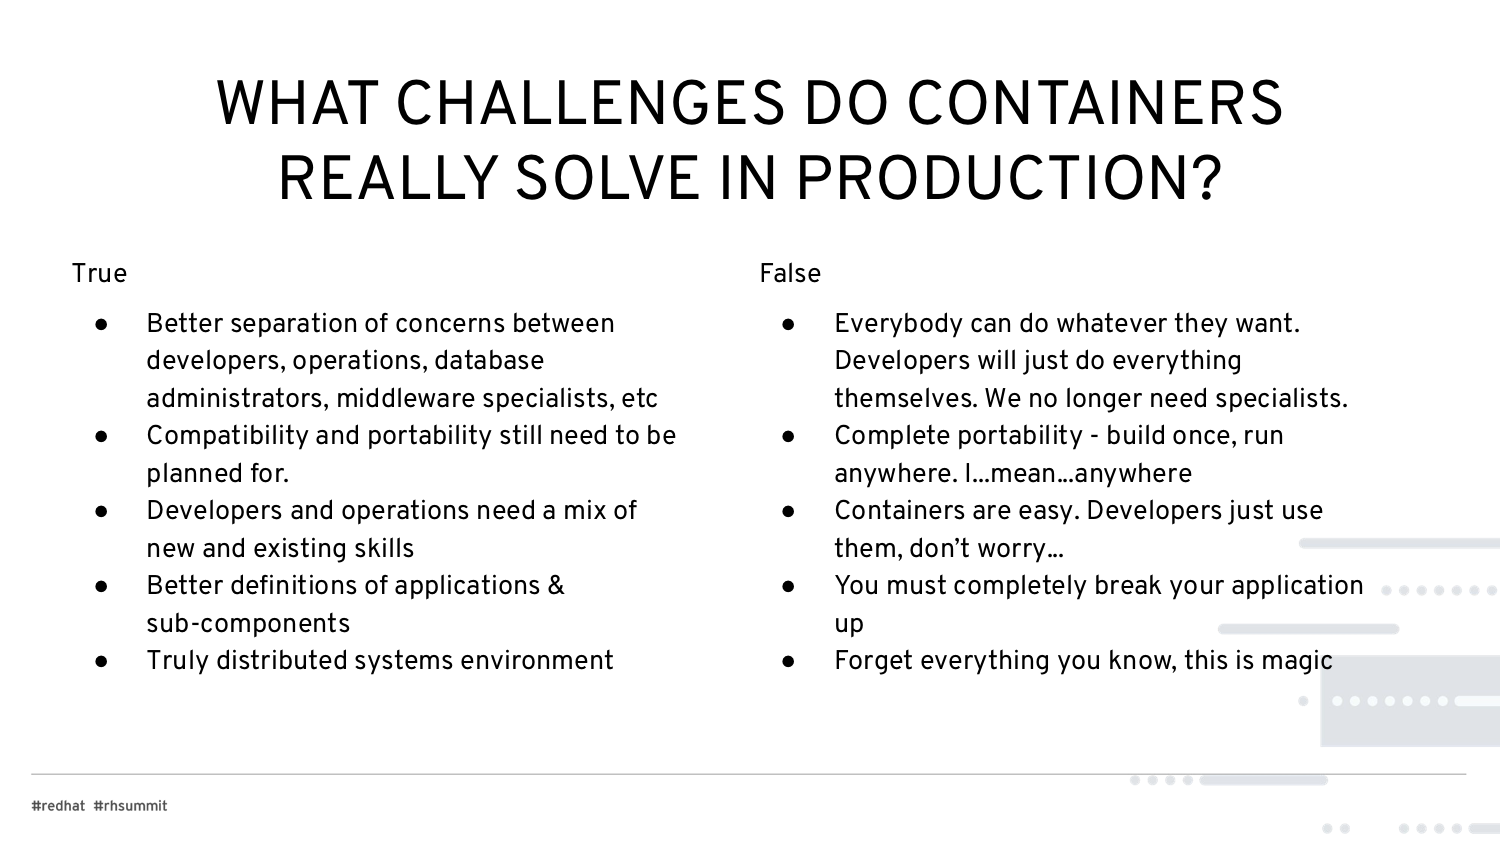 WHAT CHALLENGES DO CONTAINERS
REALLY SOLVE IN PRODUCTION?
True
● Better separation of concerns between
developers, operations, database
administrators, middleware specialists, etc
● Compatibility and portability still need to be
planned for.
● Developers and operations need a mix of
new and existing skills
● Better definitions of applications &
sub-components
● Truly distributed systems environment
False
● Everybody can do whatever they want.
Developers will just do everything
themselves. We no longer need specialists.
● Complete portability - build once, run
anywhere. I...mean...anywhere
● Containers are easy. Developers just use
them, don’t worry...
● You must completely break your application
up
● Forget everything you know, this is magic
#redhat #rhsummit